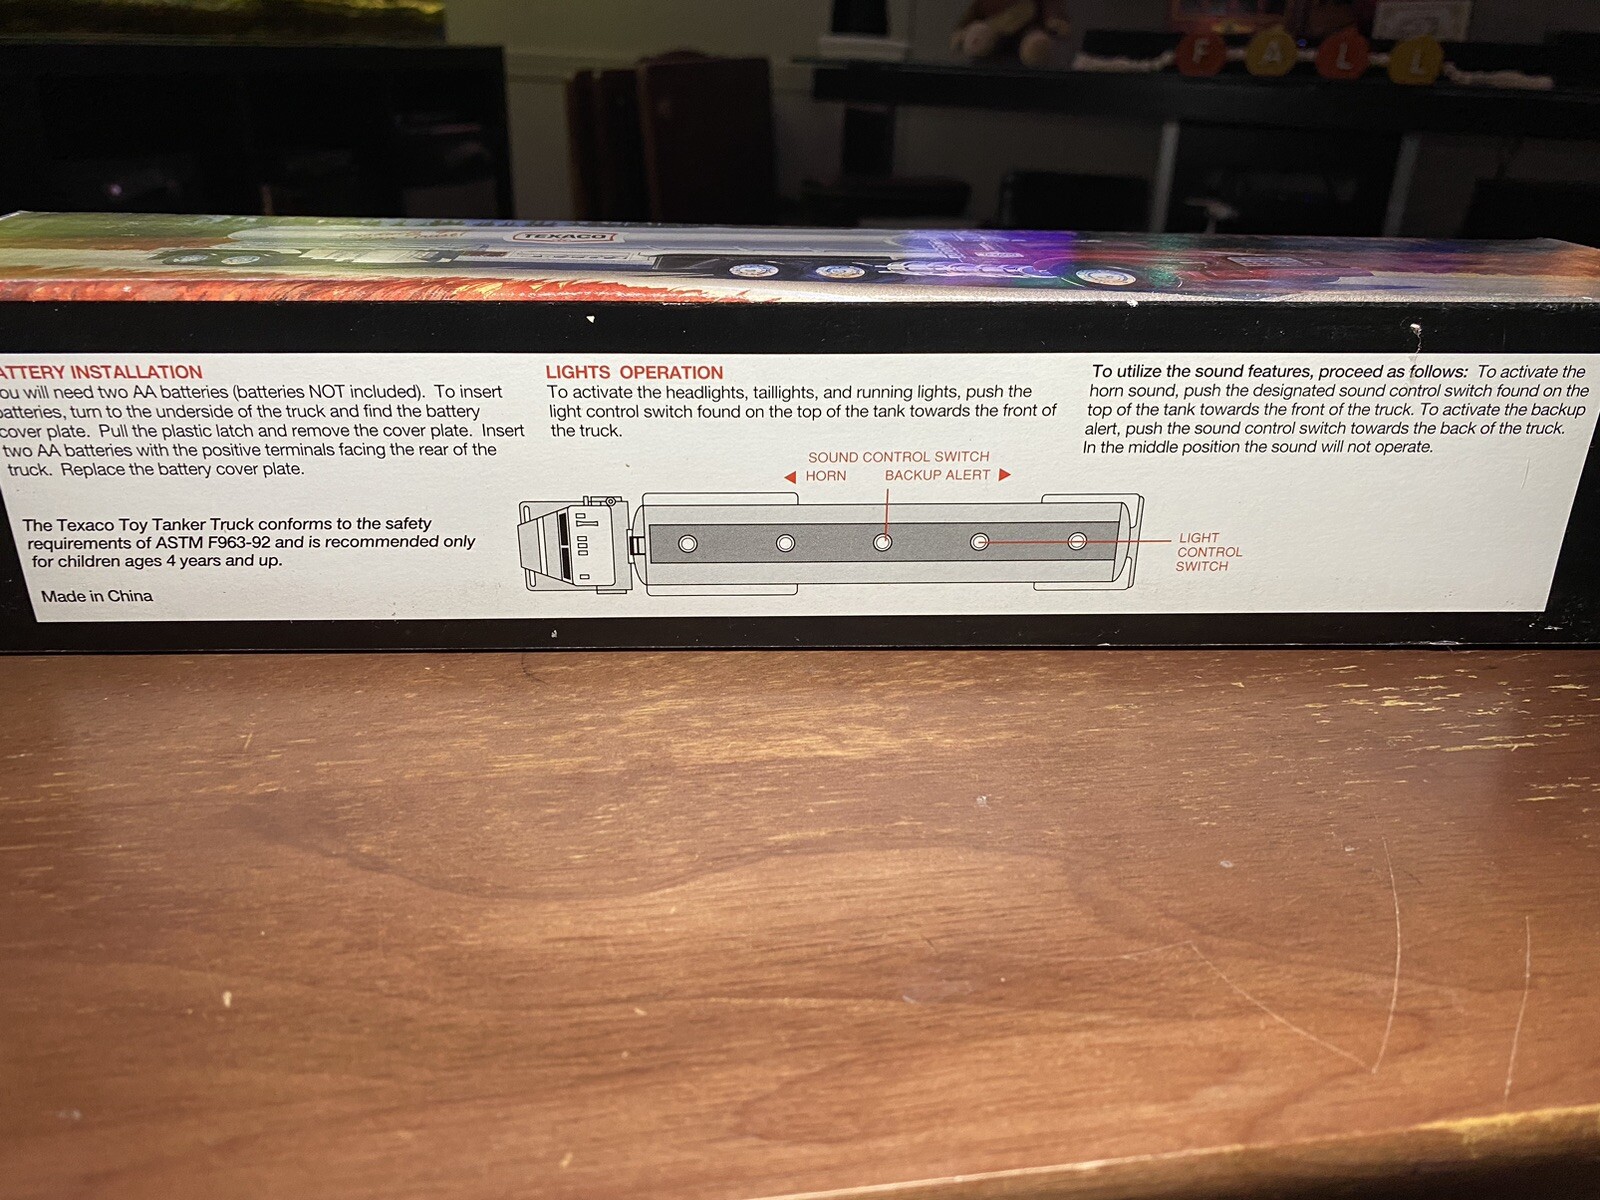 F A L L
TEXACO
ATTERY INSTALLATION
ou will need two AA batteries (batteries NOT included). To insert
batteries, turn to the underside of the truck and find the battery
cover plate. Pull the plastic latch and remove the cover plate. Insert
two AA batteries with the positive terminals facing the rear of the
truck. Replace the battery cover plate.
The Texaco Toy Tanker Truck conforms to the safety
requirements of ASTM F963-92 and is recommended only
for children ages 4 years and up.
Made in China
LIGHTS OPERATION
To activate the headlights, taillights, and running lights, push the
light control switch found on the top of the tank towards the front of
the truck.
SOUND CONTROL SWITCH
HORN BACKUP ALERT
LIGHT
CONTROL
SWITCH
To utilize the sound features, proceed as follows: To activate the
horn sound, push the designated sound control switch found on the
top of the tank towards the front of the truck. To activate the backup
alert, push the sound control switch towards the back of the truck.
In the middle position the sound will not operate.